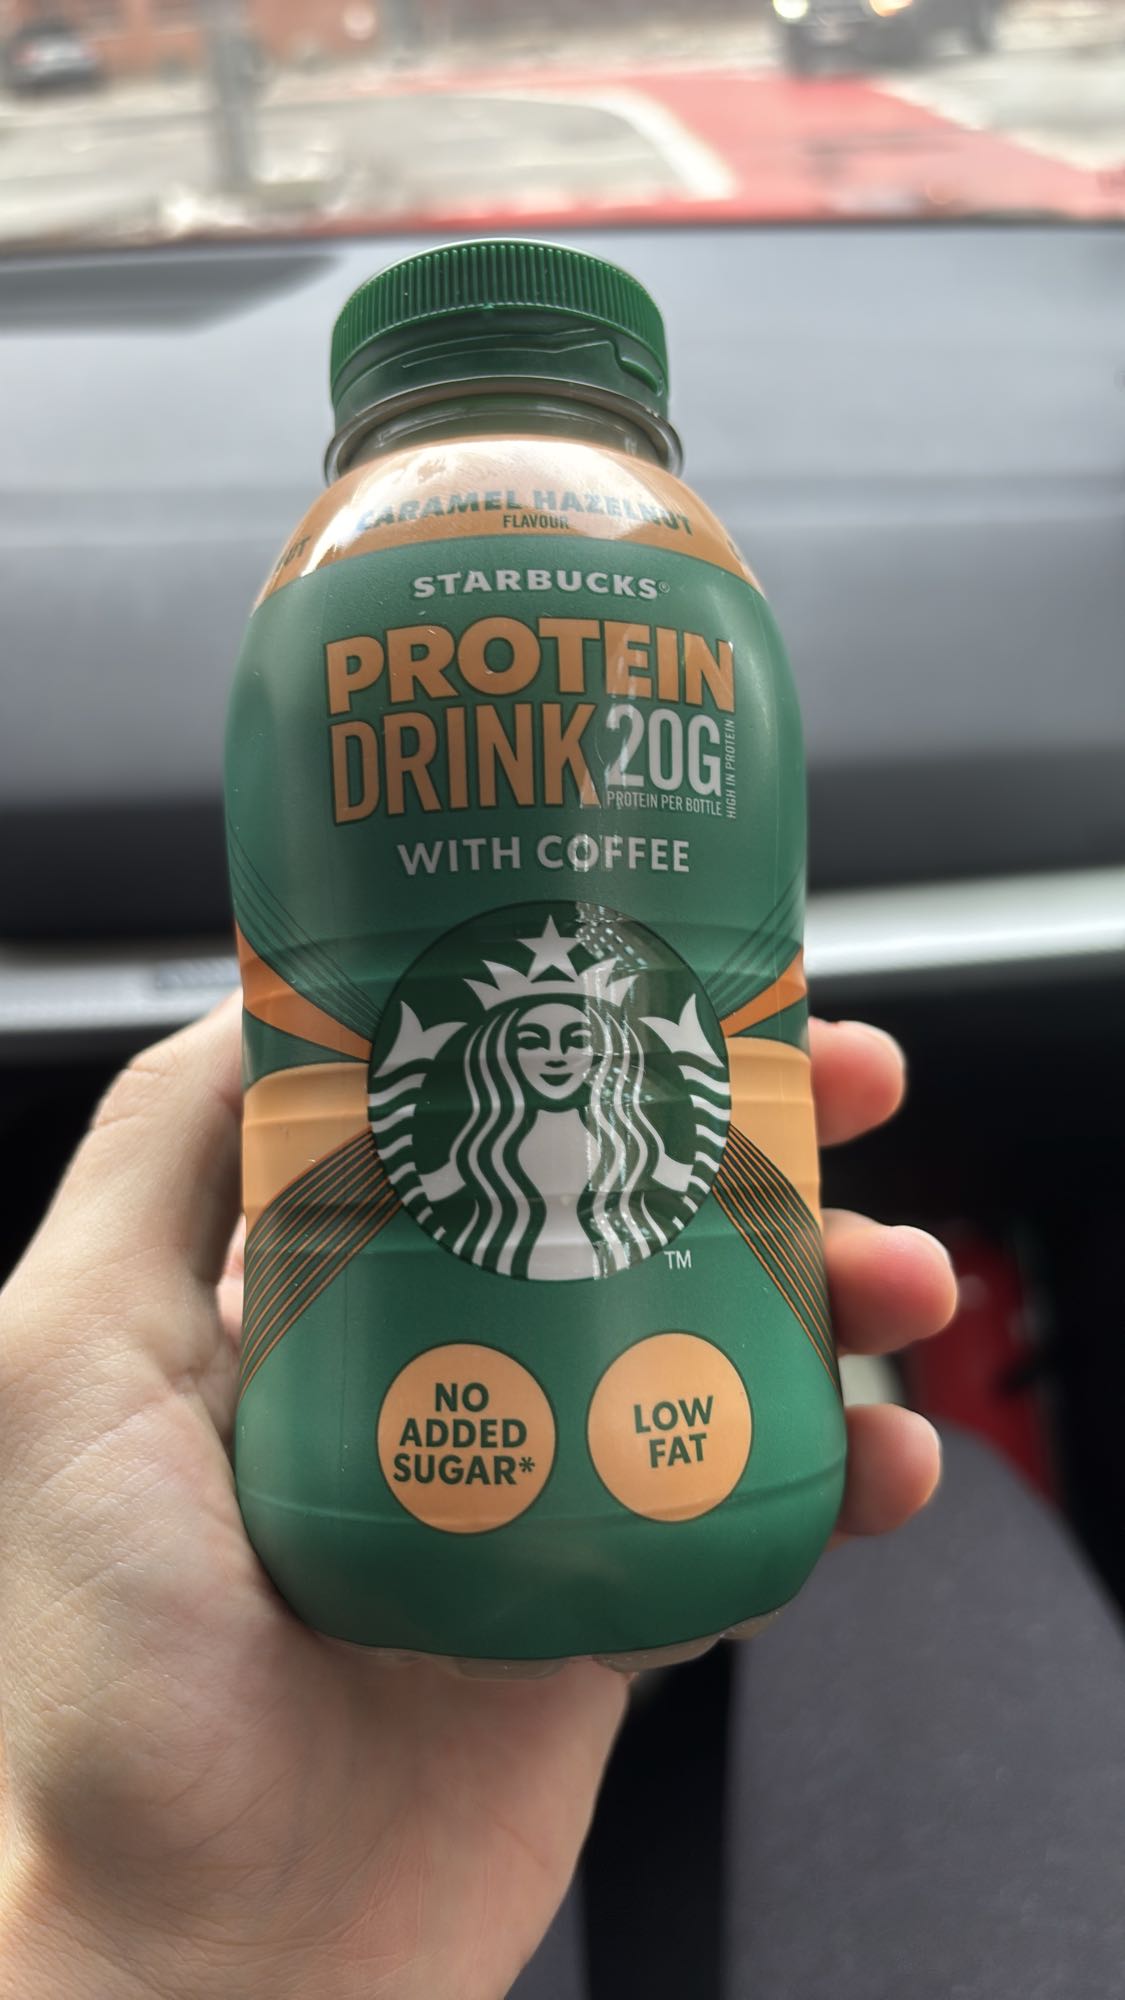 CARAMEL HAZELNUT
FLAVOUR
STARBUCKS®
PROTEIN
DRINK 20G
PROTEIN PER BOTTLE
HIGH IN PROTEIN
WITH COFFEE
TM
NO
ADDED
SUGAR*
LOW
FAT